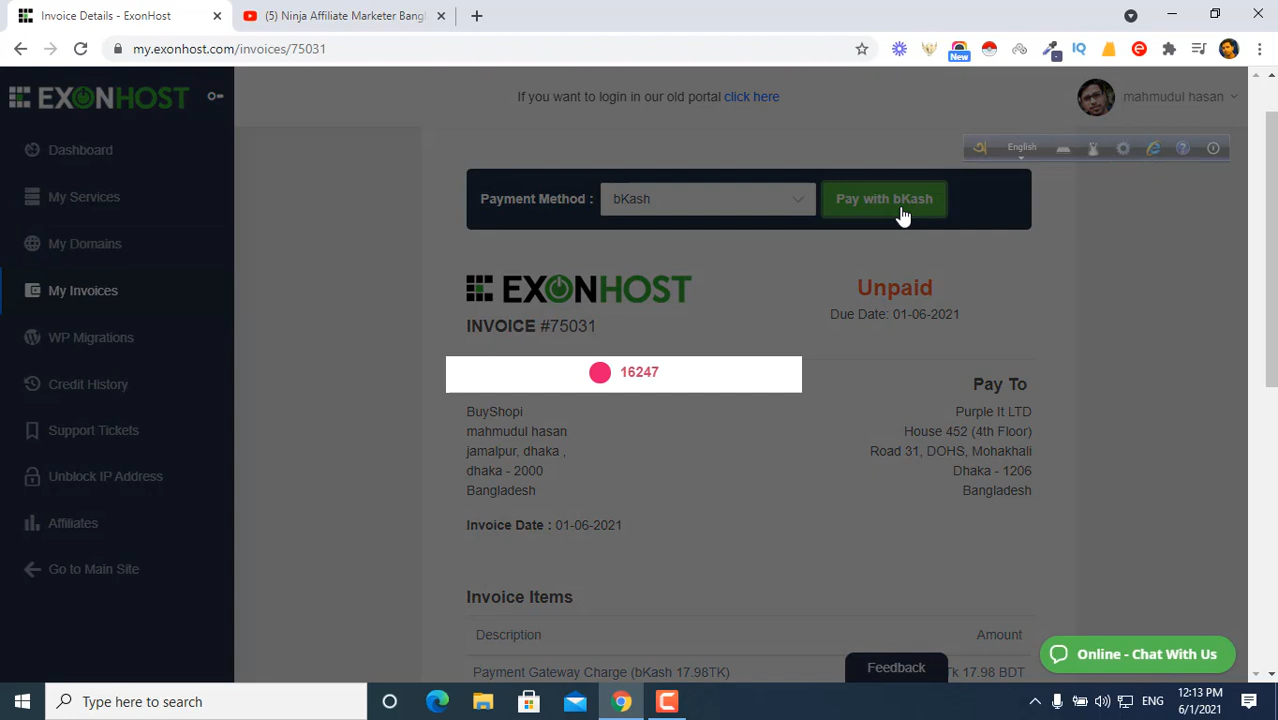 Invoice Details - ExonHost
(5) Ninja Affiliate Marketer Bangl
my.exonhost.com/invoices/75031
New
IQ
EXONHOST
If you want to login in our old portal click here
mahmudul hasan
English
Dashboard
My Services
My Domains
My Invoices
WP Migrations
Credit History
Support Tickets
Unblock IP Address
Affiliates
Go to Main Site
Payment Method :
bKash
Pay with bKash
EXONHOST
Unpaid
INVOICE #75031
Due Date: 01-06-2021
16247
Pay To
BuyShopi
Purple It LTD
mahmudul hasan
House 452 (4th Floor)
jamalpur, dhaka ,
Road 31, DOHS, Mohakhali
dhaka - 2000
Dhaka - 1206
Bangladesh
Bangladesh
Invoice Date : 01-06-2021
Invoice Items
Description
Amount
Payment Gateway Charge (bKash 17.98TK)
Tk 17.98 BDT
Feedback
Online - Chat With Us
Type here to search
ENG
12:13 PM
6/1/2021